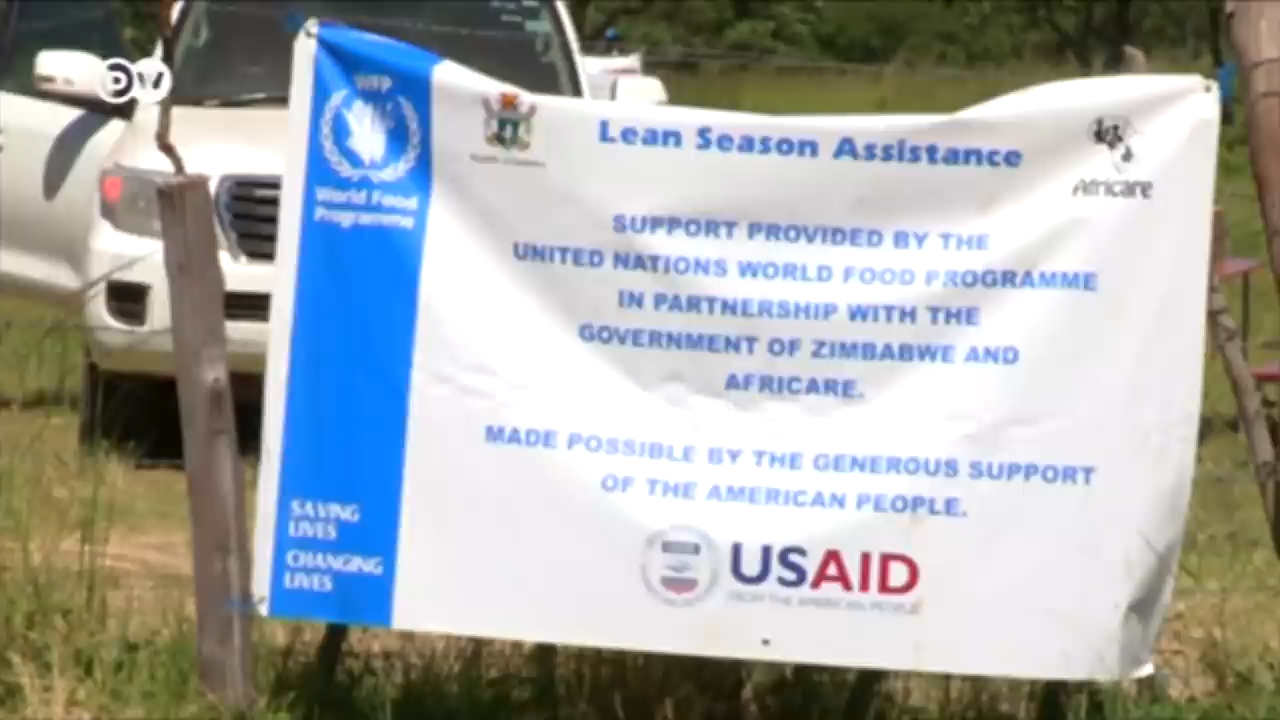 DW
WFP
World Food
Programme
Lean Season Assistance
Africare
SUPPORT PROVIDED BY THE
UNITED NATIONS WORLD FOOD PROGRAMME
IN PARTNERSHIP WITH THE
GOVERNMENT OF ZIMBABWE AND
AFRICARE.
MADE POSSIBLE BY THE GENEROUS SUPPORT
OF THE AMERICAN PEOPLE.
SAVING
LIVES
CHANGING
LIVES
USAID
FROM THE AMERICAN PEOPLE